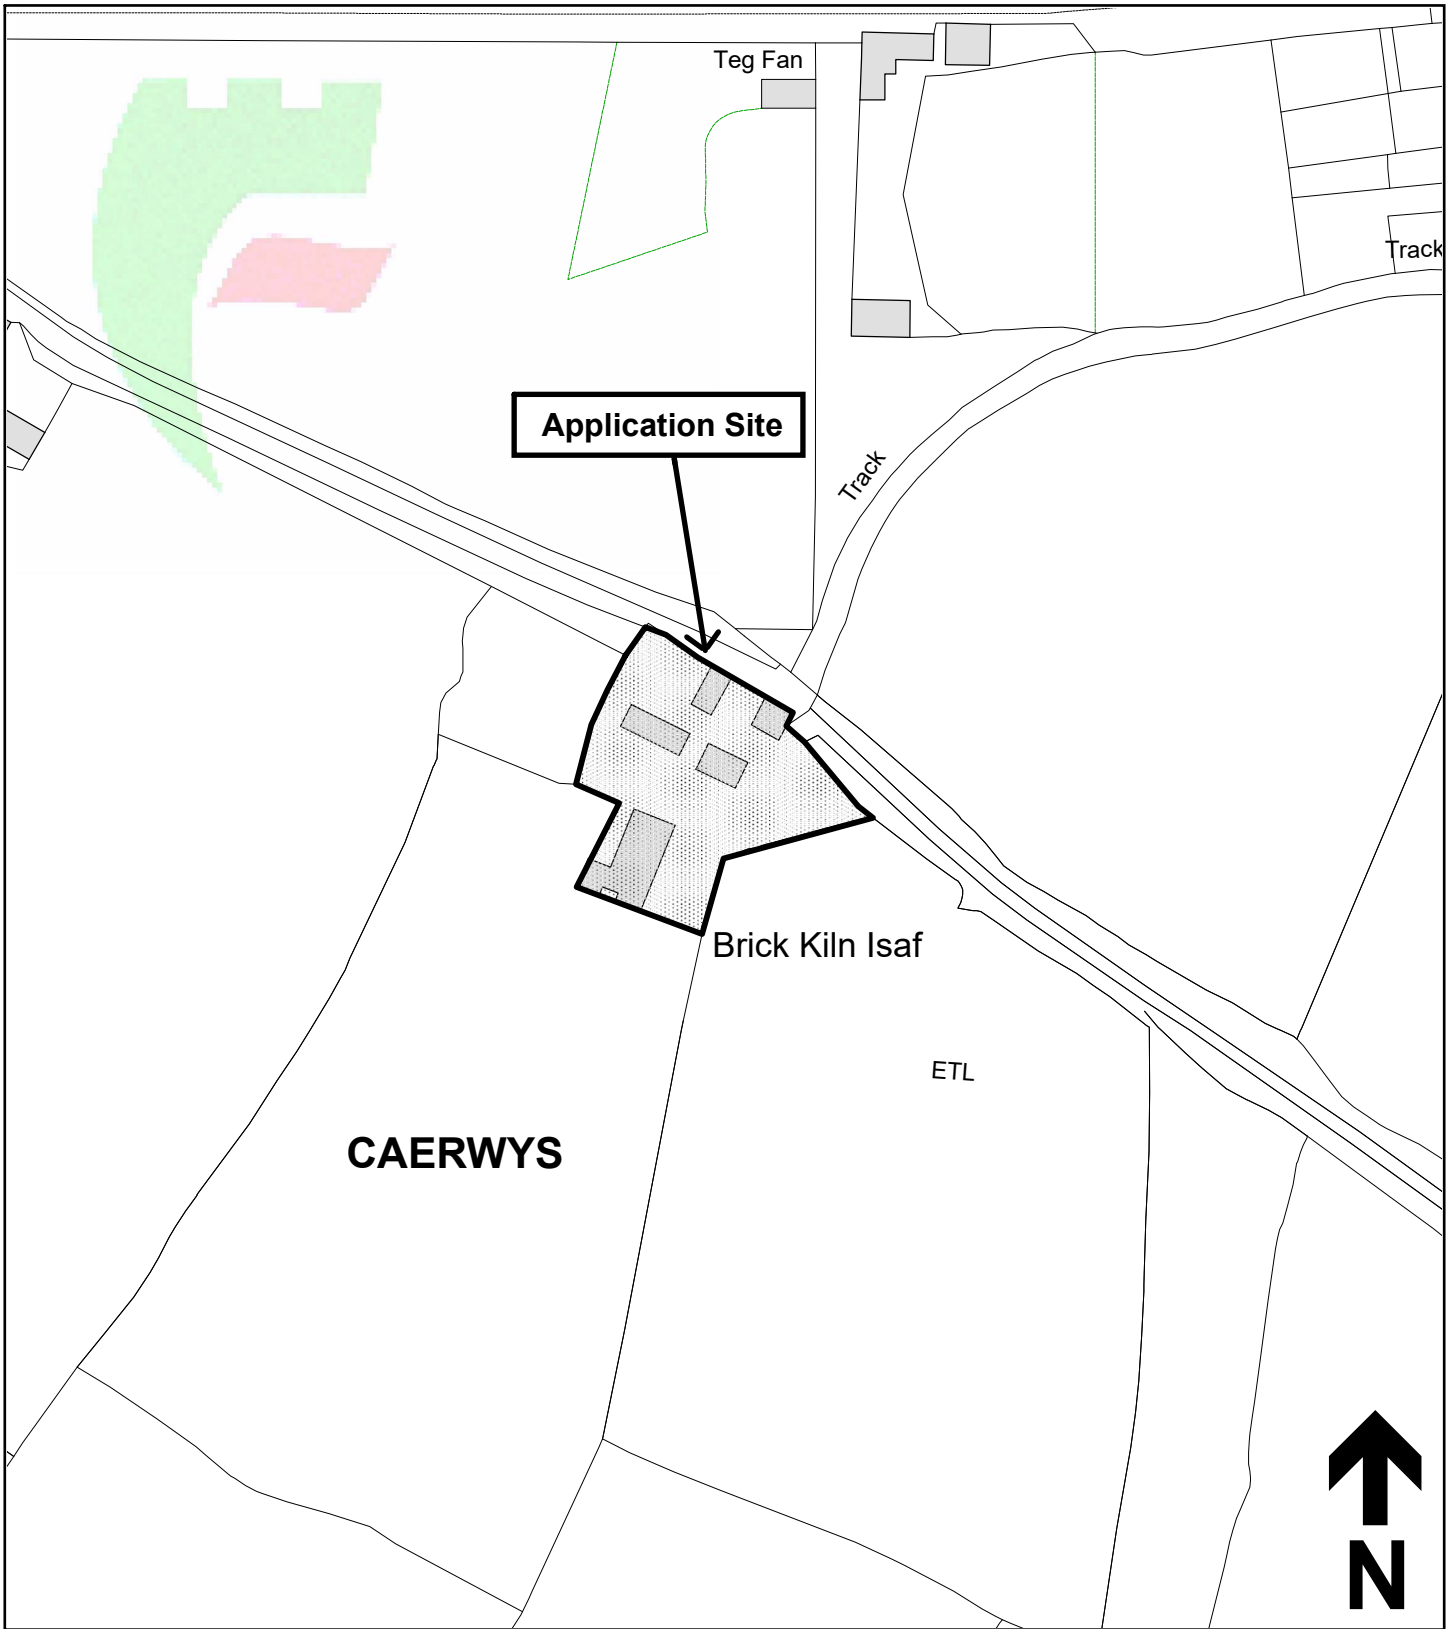 Teg Fan
Track
Application Site
Track
Brick Kiln Isaf
ETL
CAERWYS
N